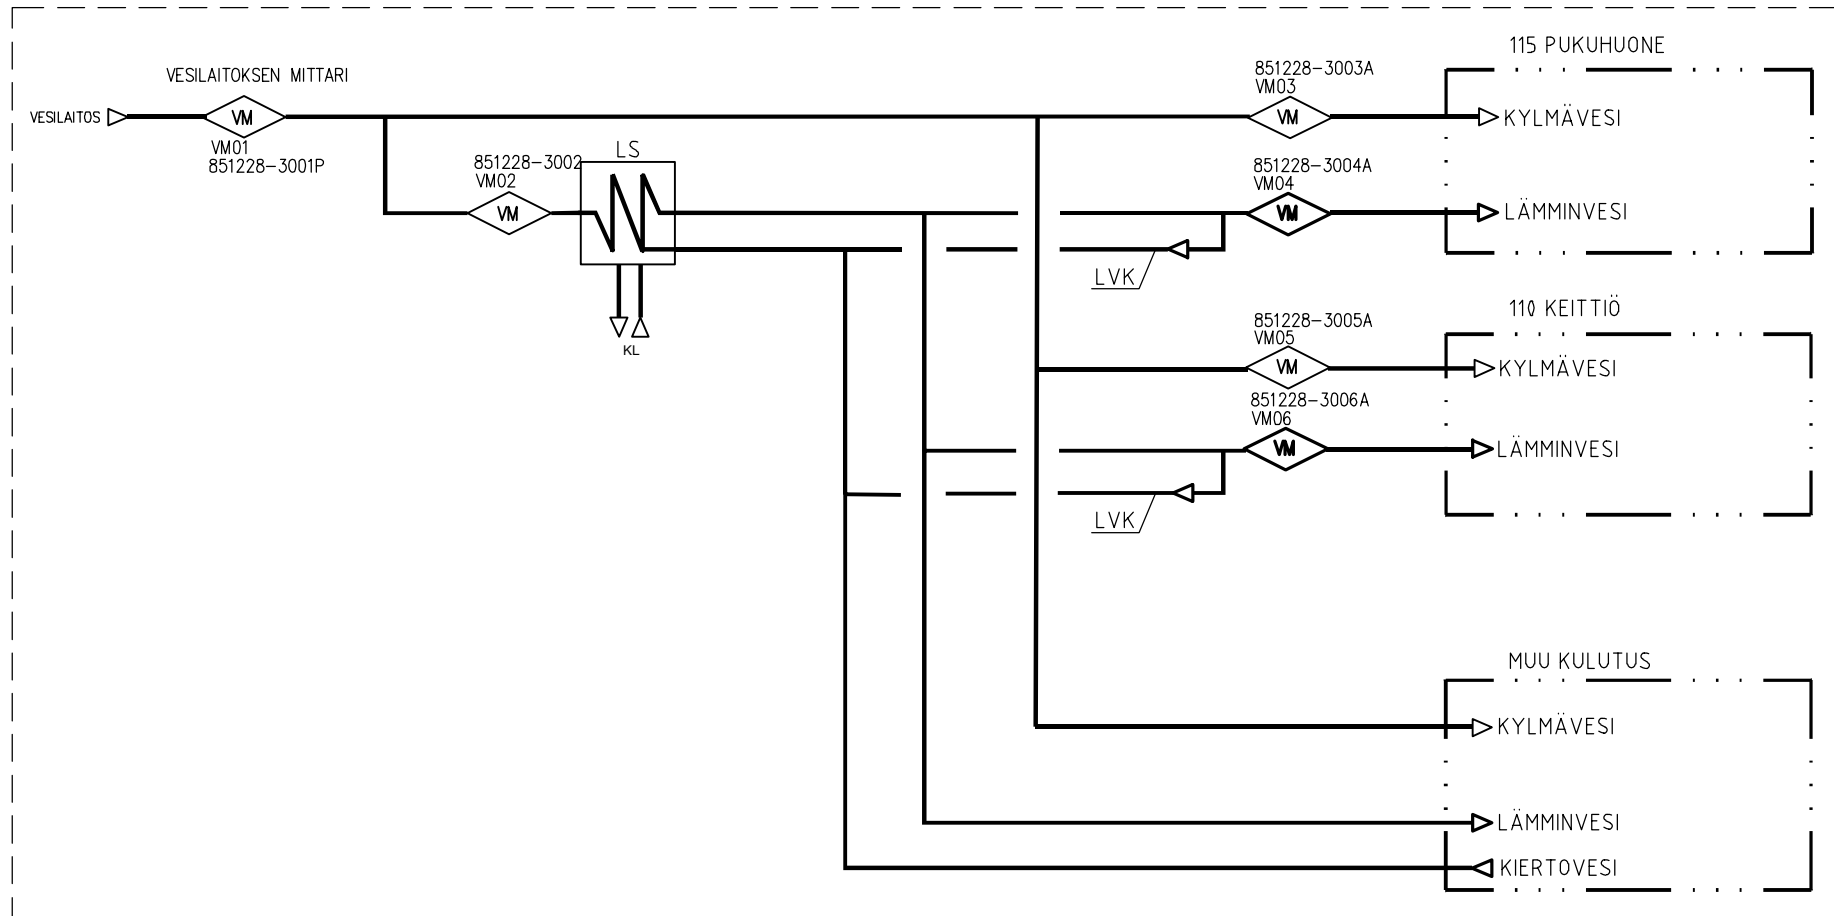 115 PUKUHUONE
VESILAITOKSEN MITTARI
851228-3003A
VM03
VESILAITOS
VM
VM
KYLMÄVESI
VM01
851228-3001P
LS
851228-3002
VM02
851228-3004A
VM04
VM
VM
LÄMMINVESI
LVK
110 KEITTIÖ
851228-3005A
VM05
KL
VM
KYLMÄVESI
851228-3006A
VM06
VM
LÄMMINVESI
LVK
MUU KULUTUS
KYLMÄVESI
LÄMMINVESI
KIERTOVESI